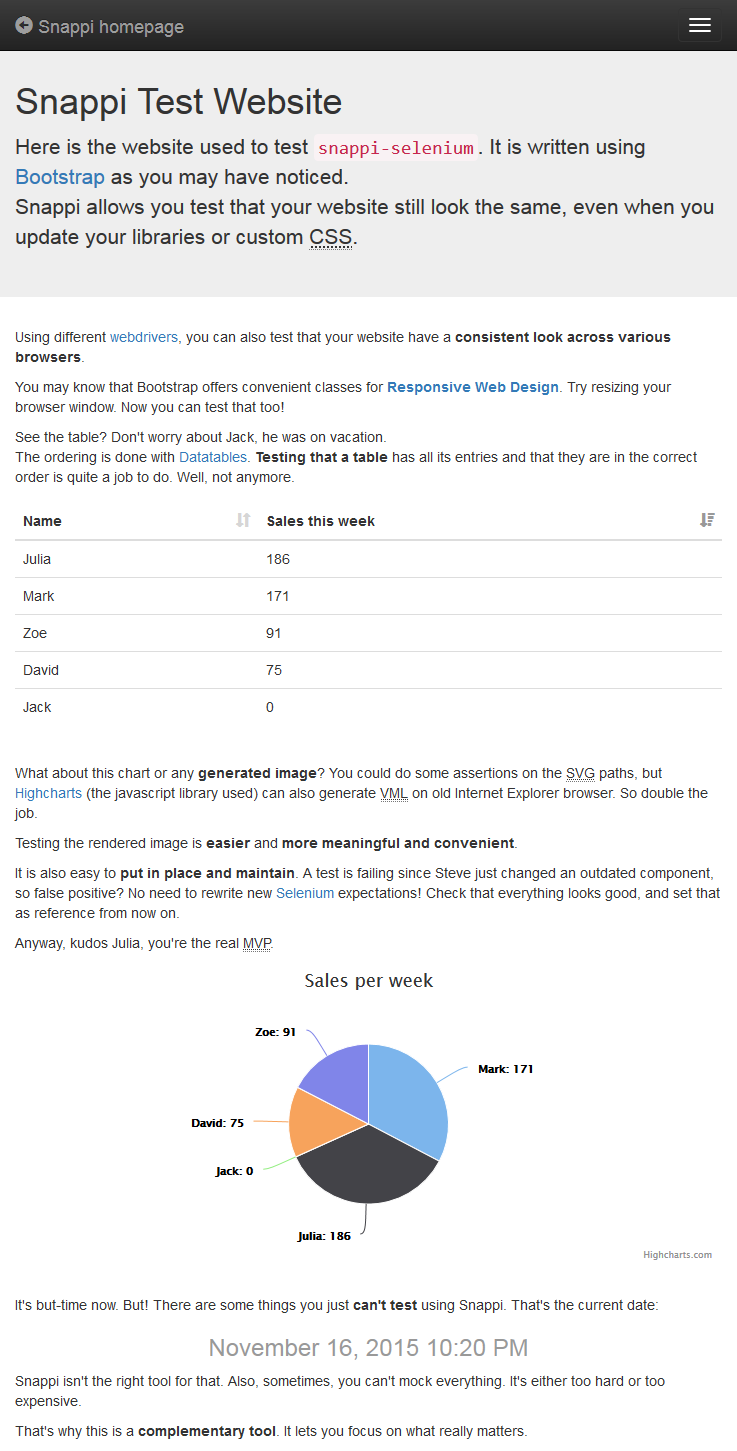 Snappi homepage
Snappi Test Website
Here is the website used to test snappi-selenium. It is written using
Bootstrap as you may have noticed.
Snappi allows you test that your website still look the same, even when you
update your libraries or custom CSS.
Using different webdrivers, you can also test that your website have a consistent look across various
browsers.
You may know that Bootstrap offers convenient classes for Responsive Web Design. Try resizing your
browser window. Now you can test that too!
See the table? Don't worry about Jack, he was on vacation.
The ordering is done with Datatables. Testing that a table has all its entries and that they are in the correct
order is quite a job to do. Well, not anymore.
Name Sales this week
Julia 186
Mark 171
Zoe 91
David 75
Jack 0
What about this chart or any generated image? You could do some assertions on the SVG paths, but
Highcharts (the javascript library used) can also generate VML on old Internet Explorer browser. So double the
job.
Testing the rendered image is easier and more meaningful and convenient.
It is also easy to put in place and maintain. A test is failing since Steve just changed an outdated component,
so false positive? No need to rewrite new Selenium expectations! Check that everything looks good, and set that
as reference from now on.
Anyway, kudos Julia, you're the real MVP.
Sales per week
Zoe: 91
Mark: 171
David: 75
Jack: 0
Julia: 186
Highcharts.com
It's but-time now. But! There are some things you just can't test using Snappi. That's the current date:
November 16, 2015 10:20 PM
Snappi isn't the right tool for that. Also, sometimes, you can't mock everything. It's either too hard or too
expensive.
That's why this is a complementary tool. It lets you focus on what really matters.